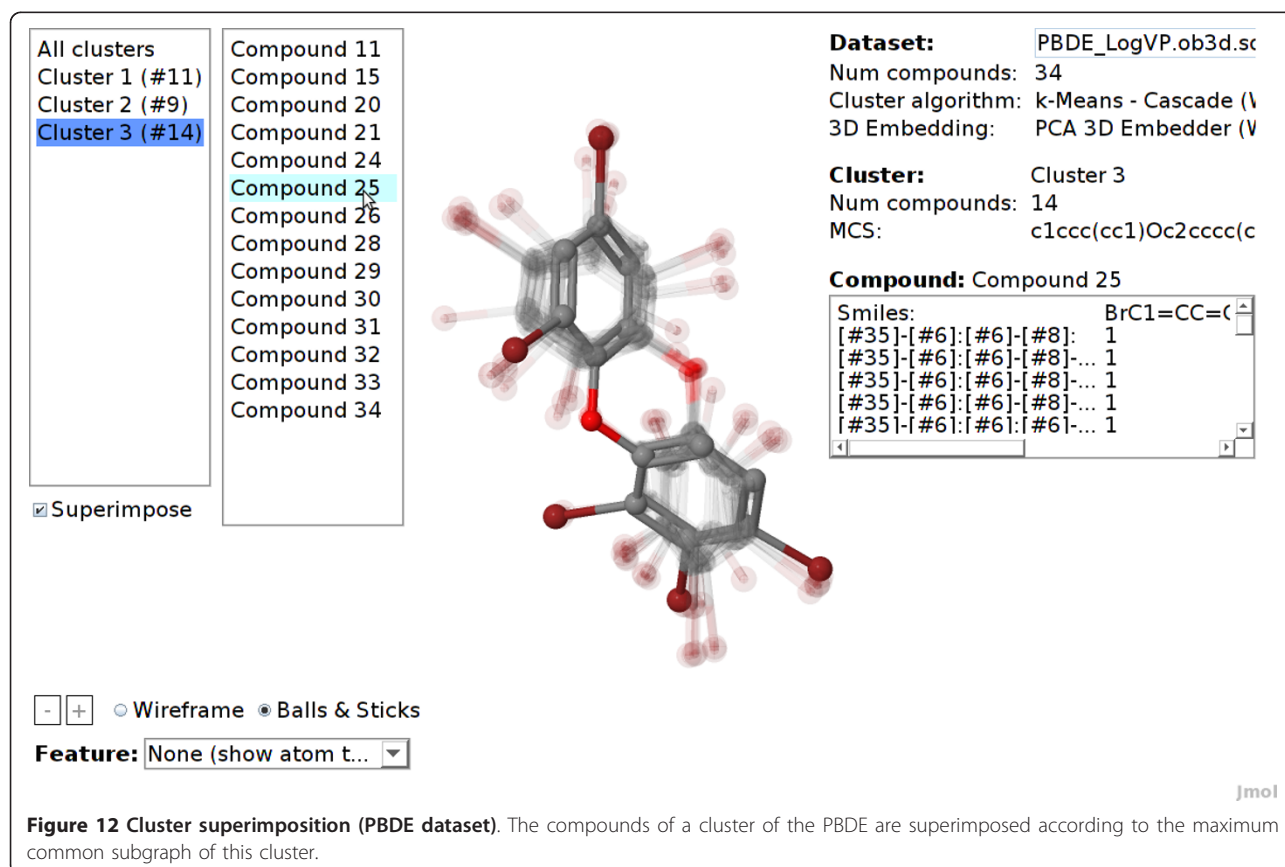 All clusters
Cluster 1 (#11)
Cluster 2 (#9)
Cluster 3 (#14)
Superimpose
Compound 11
Compound 15
Compound 20
Compound 21
Compound 24
Compound 25
Compound 26
Compound 28
Compound 29
Compound 30
Compound 31
Compound 32
Compound 33
Compound 34
Dataset: PBDE_LogVP.ob3d.sc
Num compounds: 34
Cluster algorithm: k-Means - Cascade (W
3D Embedding: PCA 3D Embedder (W
Cluster: Cluster 3
Num compounds: 14
MCS: c1ccc(cc1)Oc2cccc(c
Compound: Compound 25
Smiles: BrC1=CC=C
[#35]-[#6]:[#6]-[#8]: 1
[#35]-[#6]:[#6]-[#8]-... 1
[#35]-[#6]:[#6]-[#8]-... 1
[#35]-[#6]:[#6]-[#8]-... 1
[#35]-[#6]:[#6]:[#6]-... 1
- + Wireframe Balls & Sticks
Feature: None (show atom t...
Jmol
Figure 12 Cluster superimposition (PBDE dataset). The compounds of a cluster of the PBDE are superimposed according to the maximum
common subgraph of this cluster.